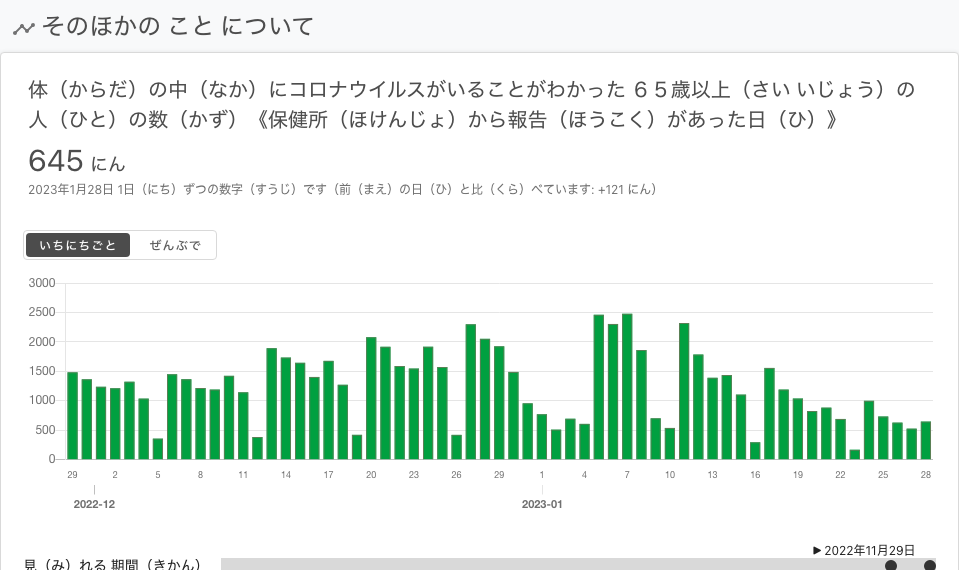 そのほかの こと について
体（からだ）の中（なか）にコロナウイルスがいることがわかった ６５歳以上（さい いじょう）の
人（ひと）の数（かず）《保健所（ほけんじょ）から報告（ほうこく）があった日（ひ）》
645 にん
2023年1月28日 1日（にち）ずつの数字（すうじ）です（前（まえ）の日（ひ）と比（くら）べています: +121 にん）
いちにちごと ぜんぶで
3000
2500
2000
1500
1000
500
0
29 2 5 8 11 14 17 20 23 26 29 1 4 7 10 13 16 19 22 25 28
2022-12 2023-01
▶ 2022年11月29日
見（み）れる 期間（きかん）